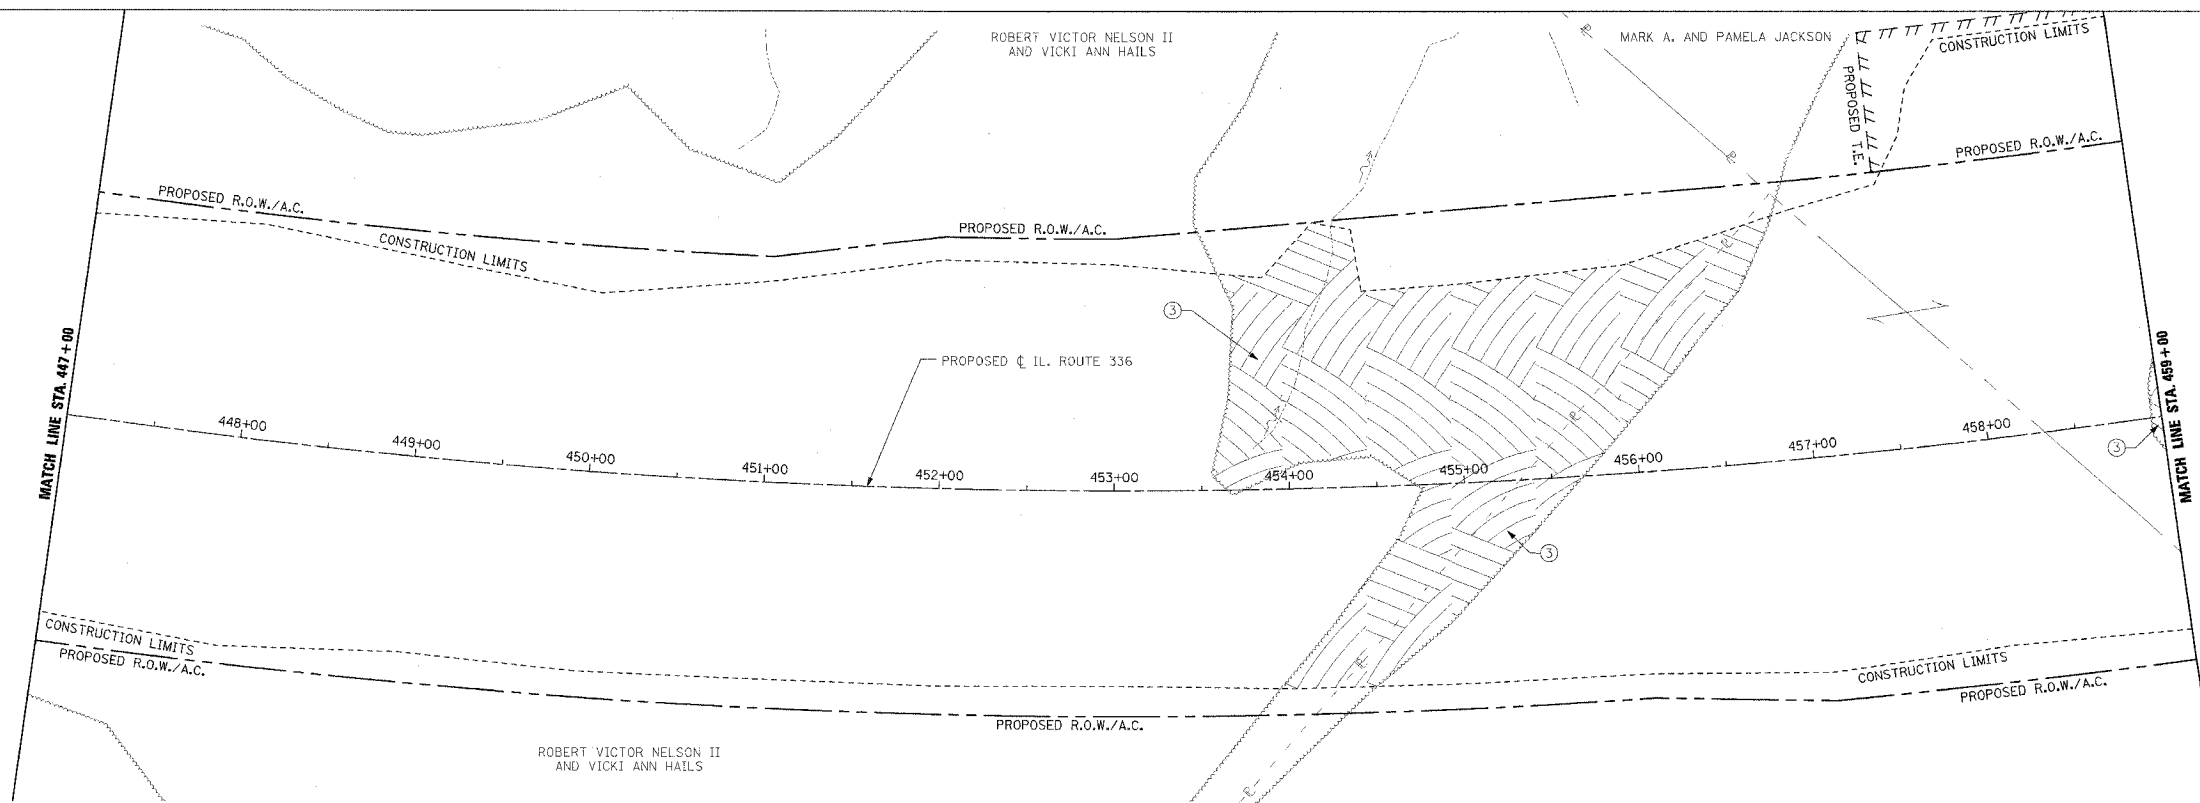 ROBERT VICTOR NELSON II
AND VICKI ANN HAILS
MARK A. AND PAMELA JACKSON
CONSTRUCTION LIMITS
PROPOSED T.E.
PROPOSED R.O.W./A.C.
PROPOSED R.O.W./A.C.
PROPOSED R.O.W./A.C.
CONSTRUCTION LIMITS
3
MATCH LINE STA. 447+00
PROPOSED ℄ IL. ROUTE 336
MATCH LINE STA. 459+00
448+00
449+00
450+00
451+00
452+00
453+00
454+00
455+00
456+00
457+00
458+00
3
3
CONSTRUCTION LIMITS
PROPOSED R.O.W./A.C.
CONSTRUCTION LIMITS
PROPOSED R.O.W./A.C.
PROPOSED R.O.W./A.C.
ROBERT VICTOR NELSON II
AND VICKI ANN HAILS